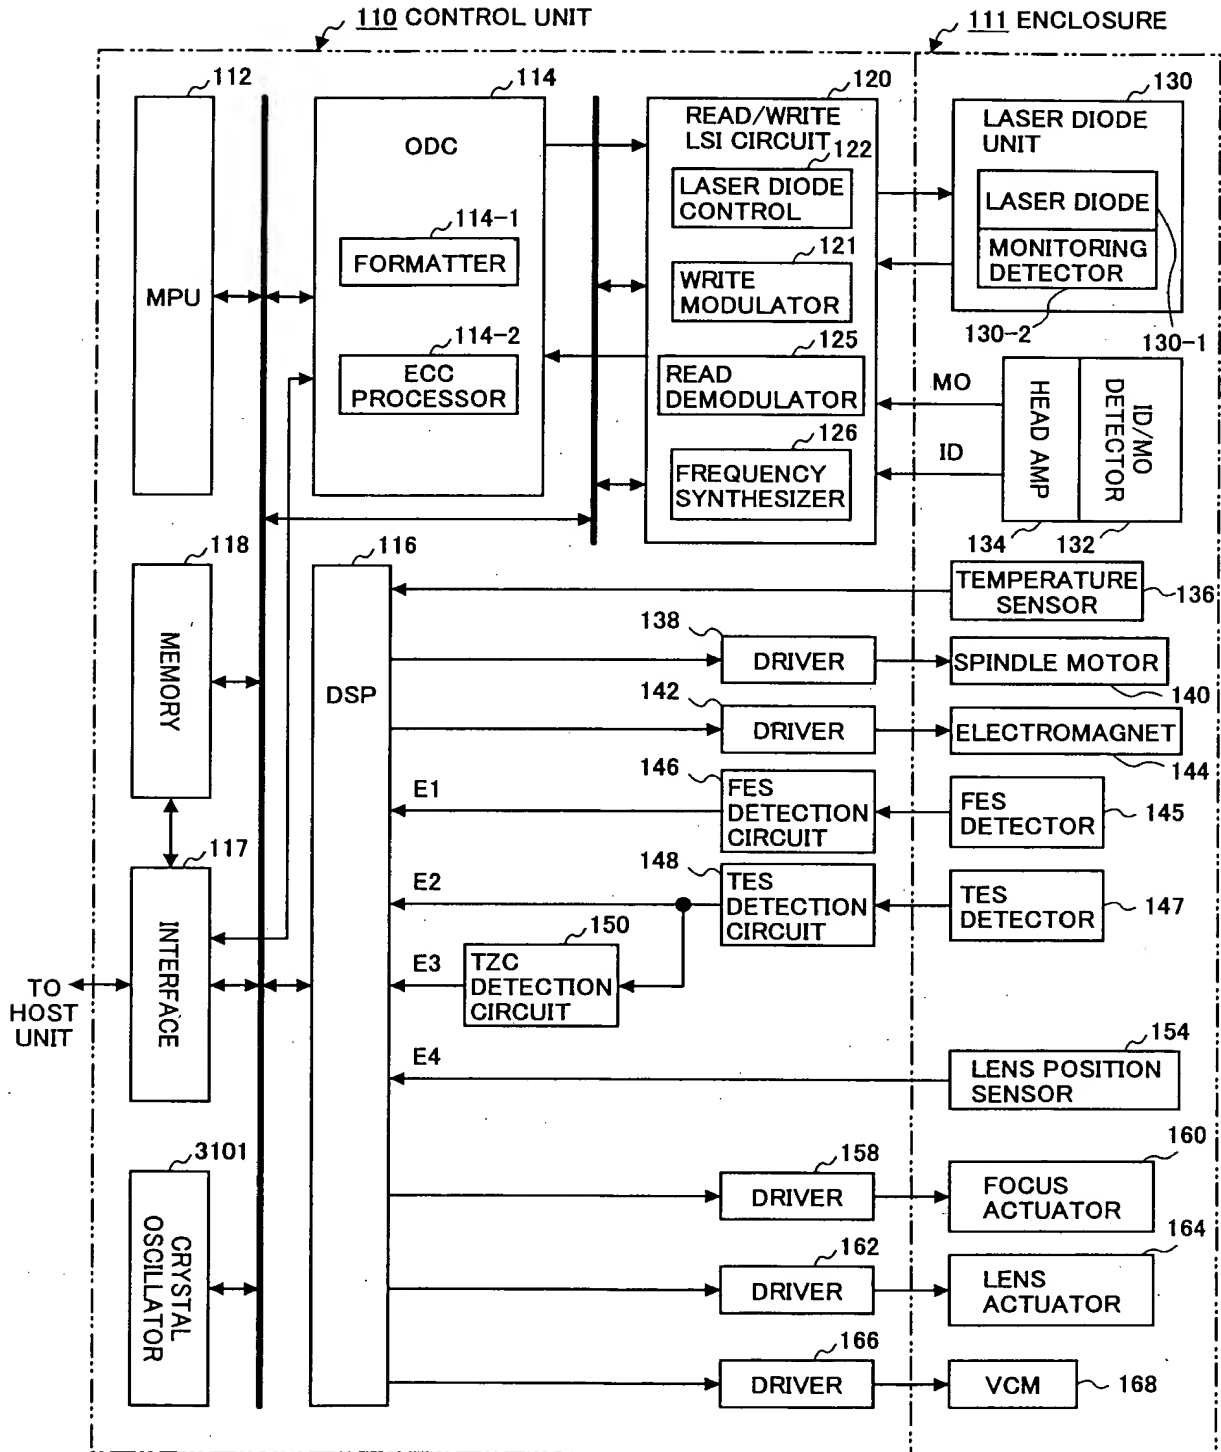 110 CONTROL UNIT
111 ENCLOSURE
112
114
120
130
MPU
ODC
114-1
FORMATTER
114-2
ECC
PROCESSOR
READ/WRITE
LSI CIRCUIT
122
LASER DIODE
CONTROL
121
WRITE
MODULATOR
125
READ
DEMODULATOR
126
FREQUENCY
SYNTHESIZER
LASER DIODE
UNIT
LASER DIODE
MONITORING
DETECTOR
130-2
130-1
MO
ID
HEAD AMP
ID/MO
DETECTOR
134
132
118
MEMORY
116
DSP
TEMPERATURE
SENSOR
136
138
DRIVER
SPINDLE MOTOR
140
142
DRIVER
ELECTROMAGNET
144
E1
146
FES
DETECTION
CIRCUIT
FES
DETECTOR
145
117
INTERFACE
TO
HOST
UNIT
E2
148
TES
DETECTION
CIRCUIT
TES
DETECTOR
147
E3
150
TZC
DETECTION
CIRCUIT
E4
154
LENS POSITION
SENSOR
3101
CRYSTAL
OSCILLATOR
158
DRIVER
160
FOCUS
ACTUATOR
162
DRIVER
164
LENS
ACTUATOR
166
DRIVER
VCM
168